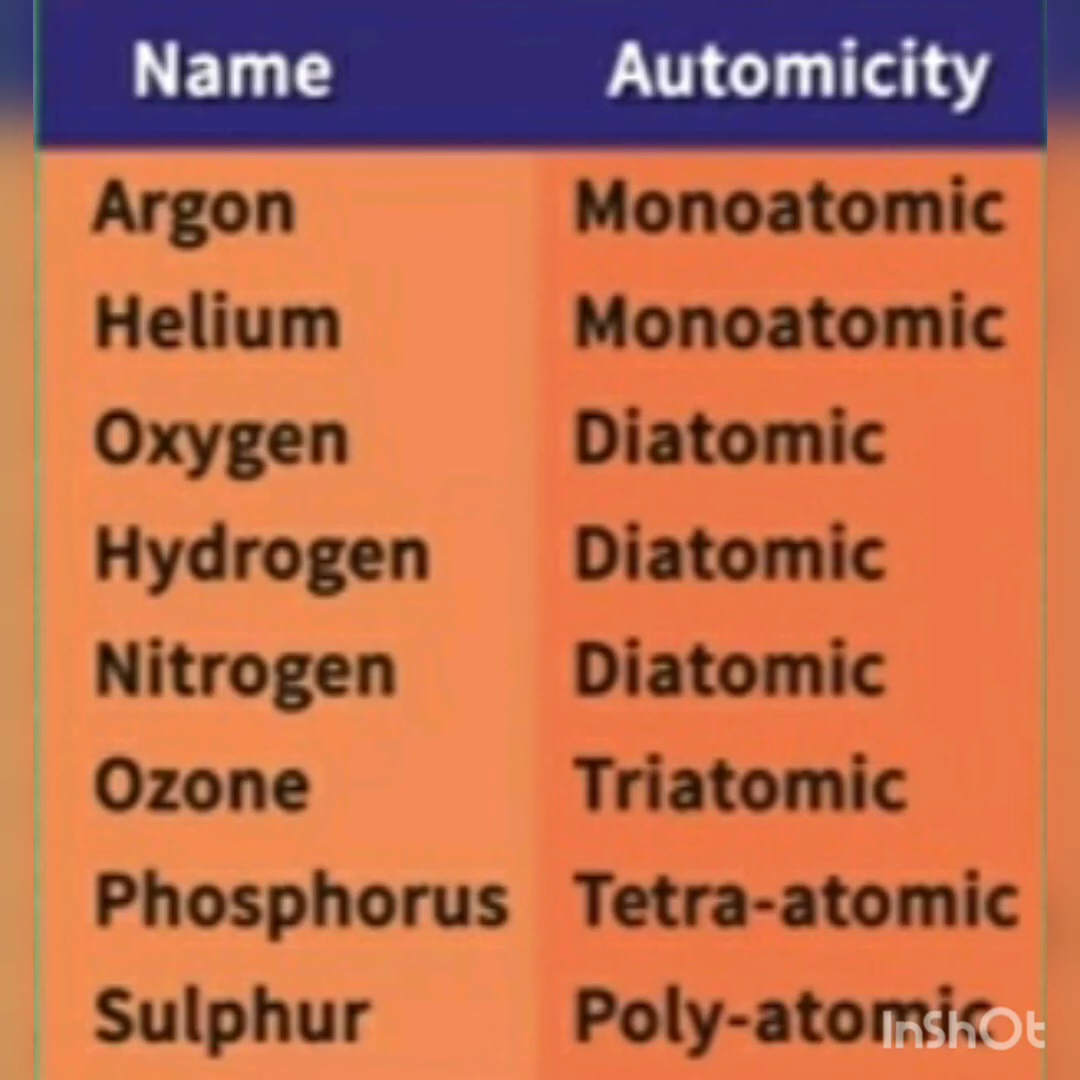 Name Automicity
Argon Monoatomic
Helium Monoatomic
Oxygen Diatomic
Hydrogen Diatomic
Nitrogen Diatomic
Ozone Triatomic
Phosphorus Tetra-atomic
Sulphur Poly-atomic
InShOt